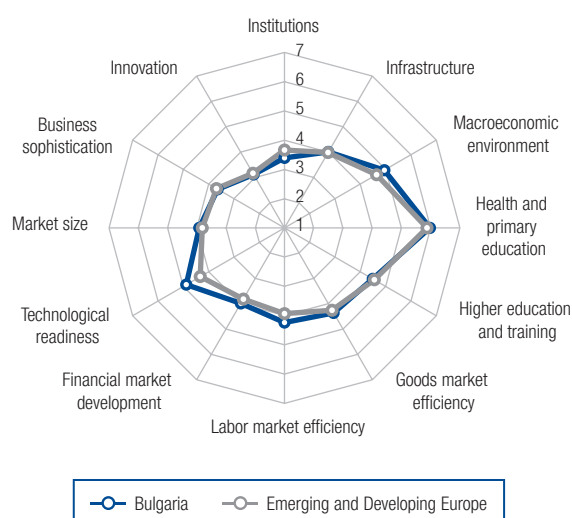 Institutions
Infrastructure
Macroeconomic
environment
Health and
primary
education
Higher education
and training
Goods market
efficiency
Labor market efficiency
Financial market
development
Technological
readiness
Market size
Business
sophistication
Innovation
7
6
5
4
3
2
1
Bulgaria
Emerging and Developing Europe